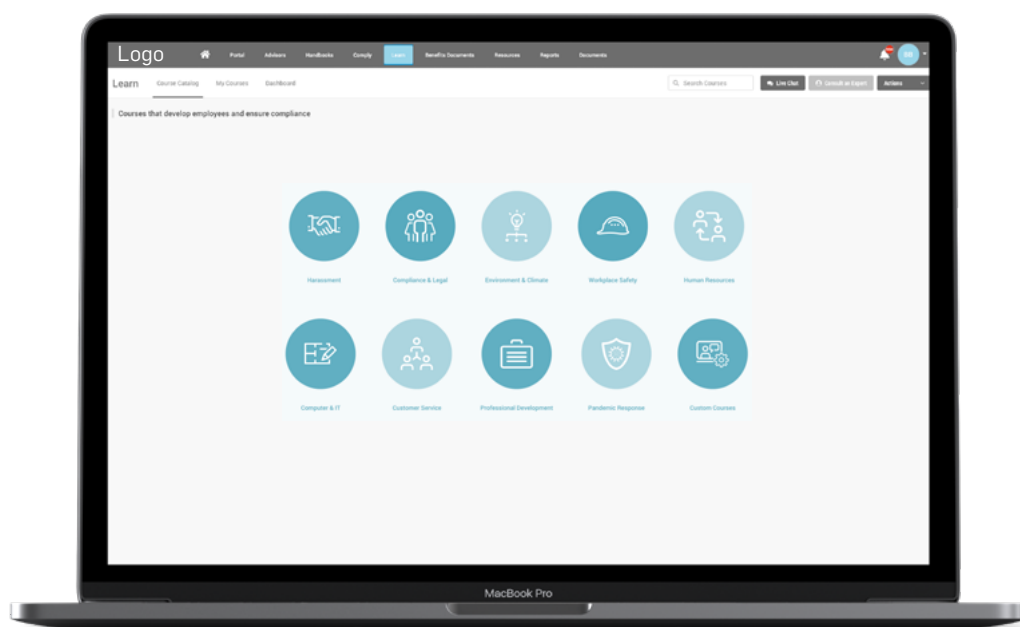 Logo Portal Advisors Handbooks Comply Learn Benefits Documents Resources Reports Documents
Learn Course Catalog My Courses Dashboard Search Courses Live Chat Consult an Expert Actions
Courses that develop employees and ensure compliance
Harassment Compliance & Legal Environment & Climate Workplace Safety Human Resources
Computer & IT Customer Service Professional Development Pandemic Response Custom Courses
MacBook Pro